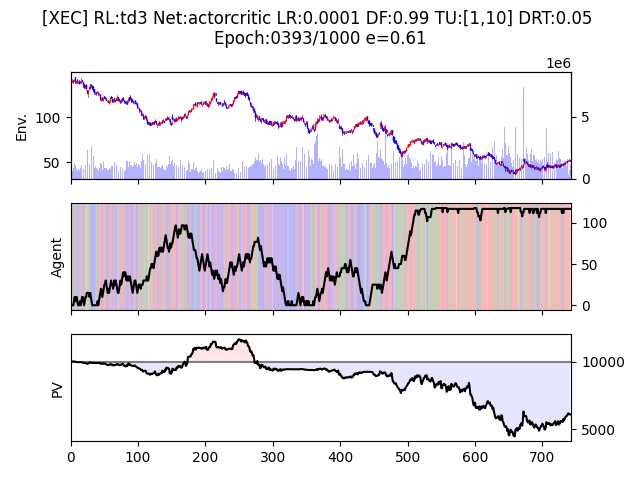 [XEC] RL:td3 Net:actorcritic LR:0.0001 DF:0.99 TU:[1,10] DRT:0.05
Epoch:0393/1000 e=0.61
1e6
Env.
100
50
5
0
Agent
100
50
0
PV
10000
5000
0 100 200 300 400 500 600 700